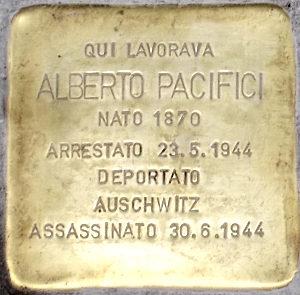 QUI LAVORAVA
ALBERTO PACIFICI
NATO 1870
ARRESTATO 23.5.1944
DEPORTATO
AUSCHWITZ
ASSASSINATO 30.6.1944